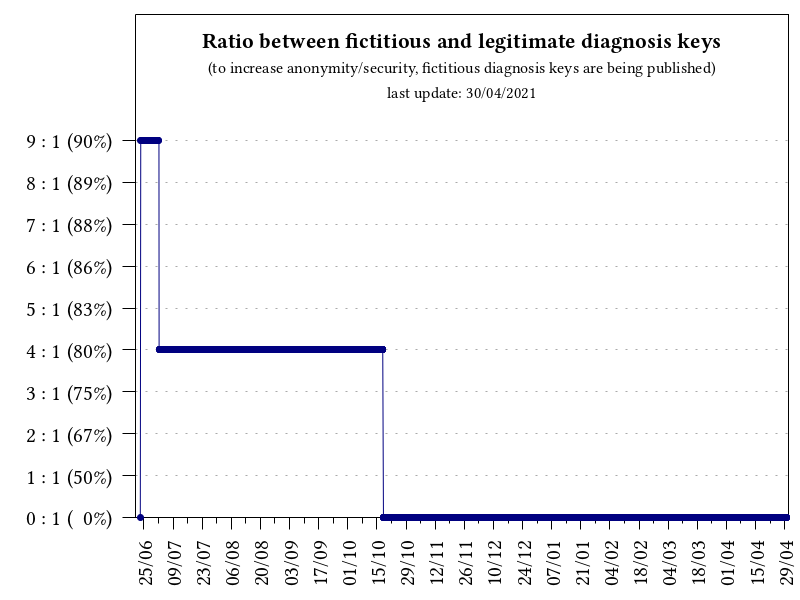 Ratio between fictitious and legitimate diagnosis keys
(to increase anonymity/security, fictitious diagnosis keys are being published)
last update: 30/04/2021
9 : 1 (90%)
8 : 1 (89%)
7 : 1 (88%)
6 : 1 (86%)
5 : 1 (83%)
4 : 1 (80%)
3 : 1 (75%)
2 : 1 (67%)
1 : 1 (50%)
0 : 1 ( 0%)
25/06
09/07
23/07
06/08
20/08
03/09
17/09
01/10
15/10
29/10
12/11
26/11
10/12
24/12
07/01
21/01
04/02
18/02
04/03
18/03
01/04
15/04
29/04